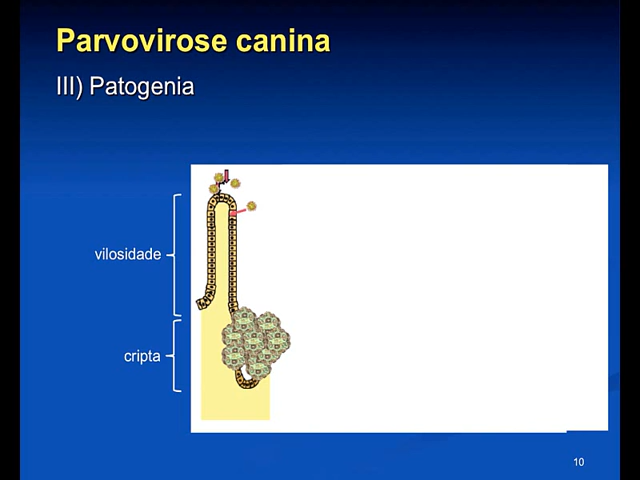 Parvovirose canina
III) Patogenia
vilosidade
cripta
10